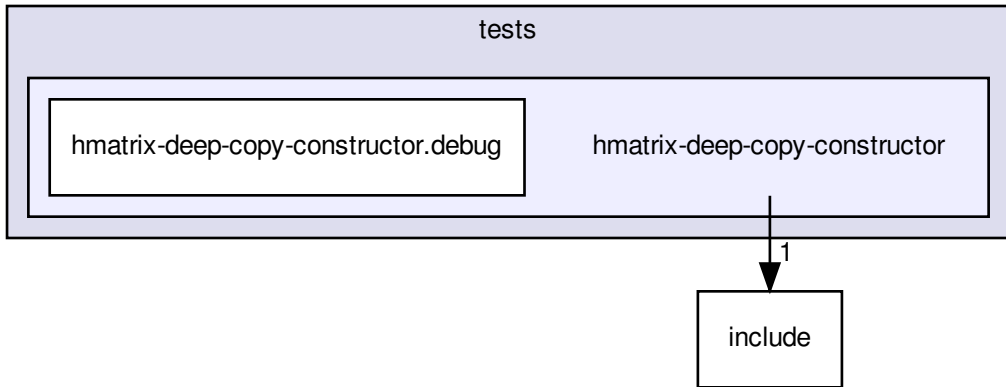 tests
hmatrix-deep-copy-constructor.debug
hmatrix-deep-copy-constructor
1
include